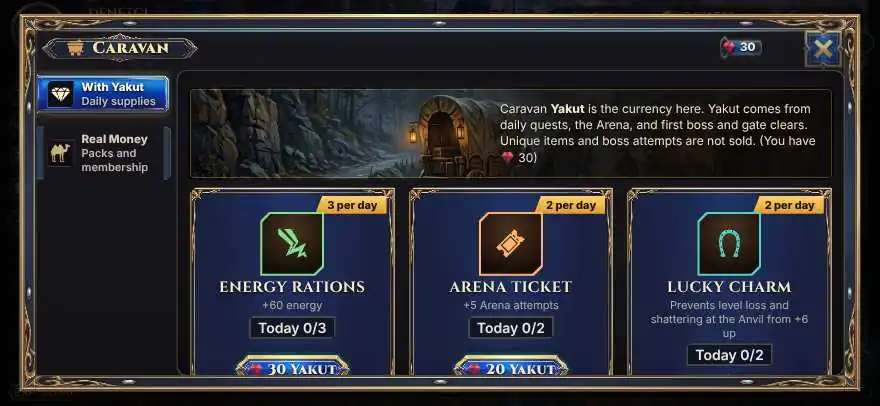 CARAVAN
30
With Yakut
Daily supplies
Real Money
Packs and
membership
Caravan Yakut is the currency here. Yakut comes from
daily quests, the Arena, and first boss and gate clears.
Unique items and boss attempts are not sold. (You have
30)
3 per day
ENERGY RATIONS
+60 energy
Today 0/3
30 YAKUT
2 per day
ARENA TICKET
+5 Arena attempts
Today 0/2
20 YAKUT
2 per day
LUCKY CHARM
Prevents level loss and
shattering at the Anvil from +6
up
Today 0/2